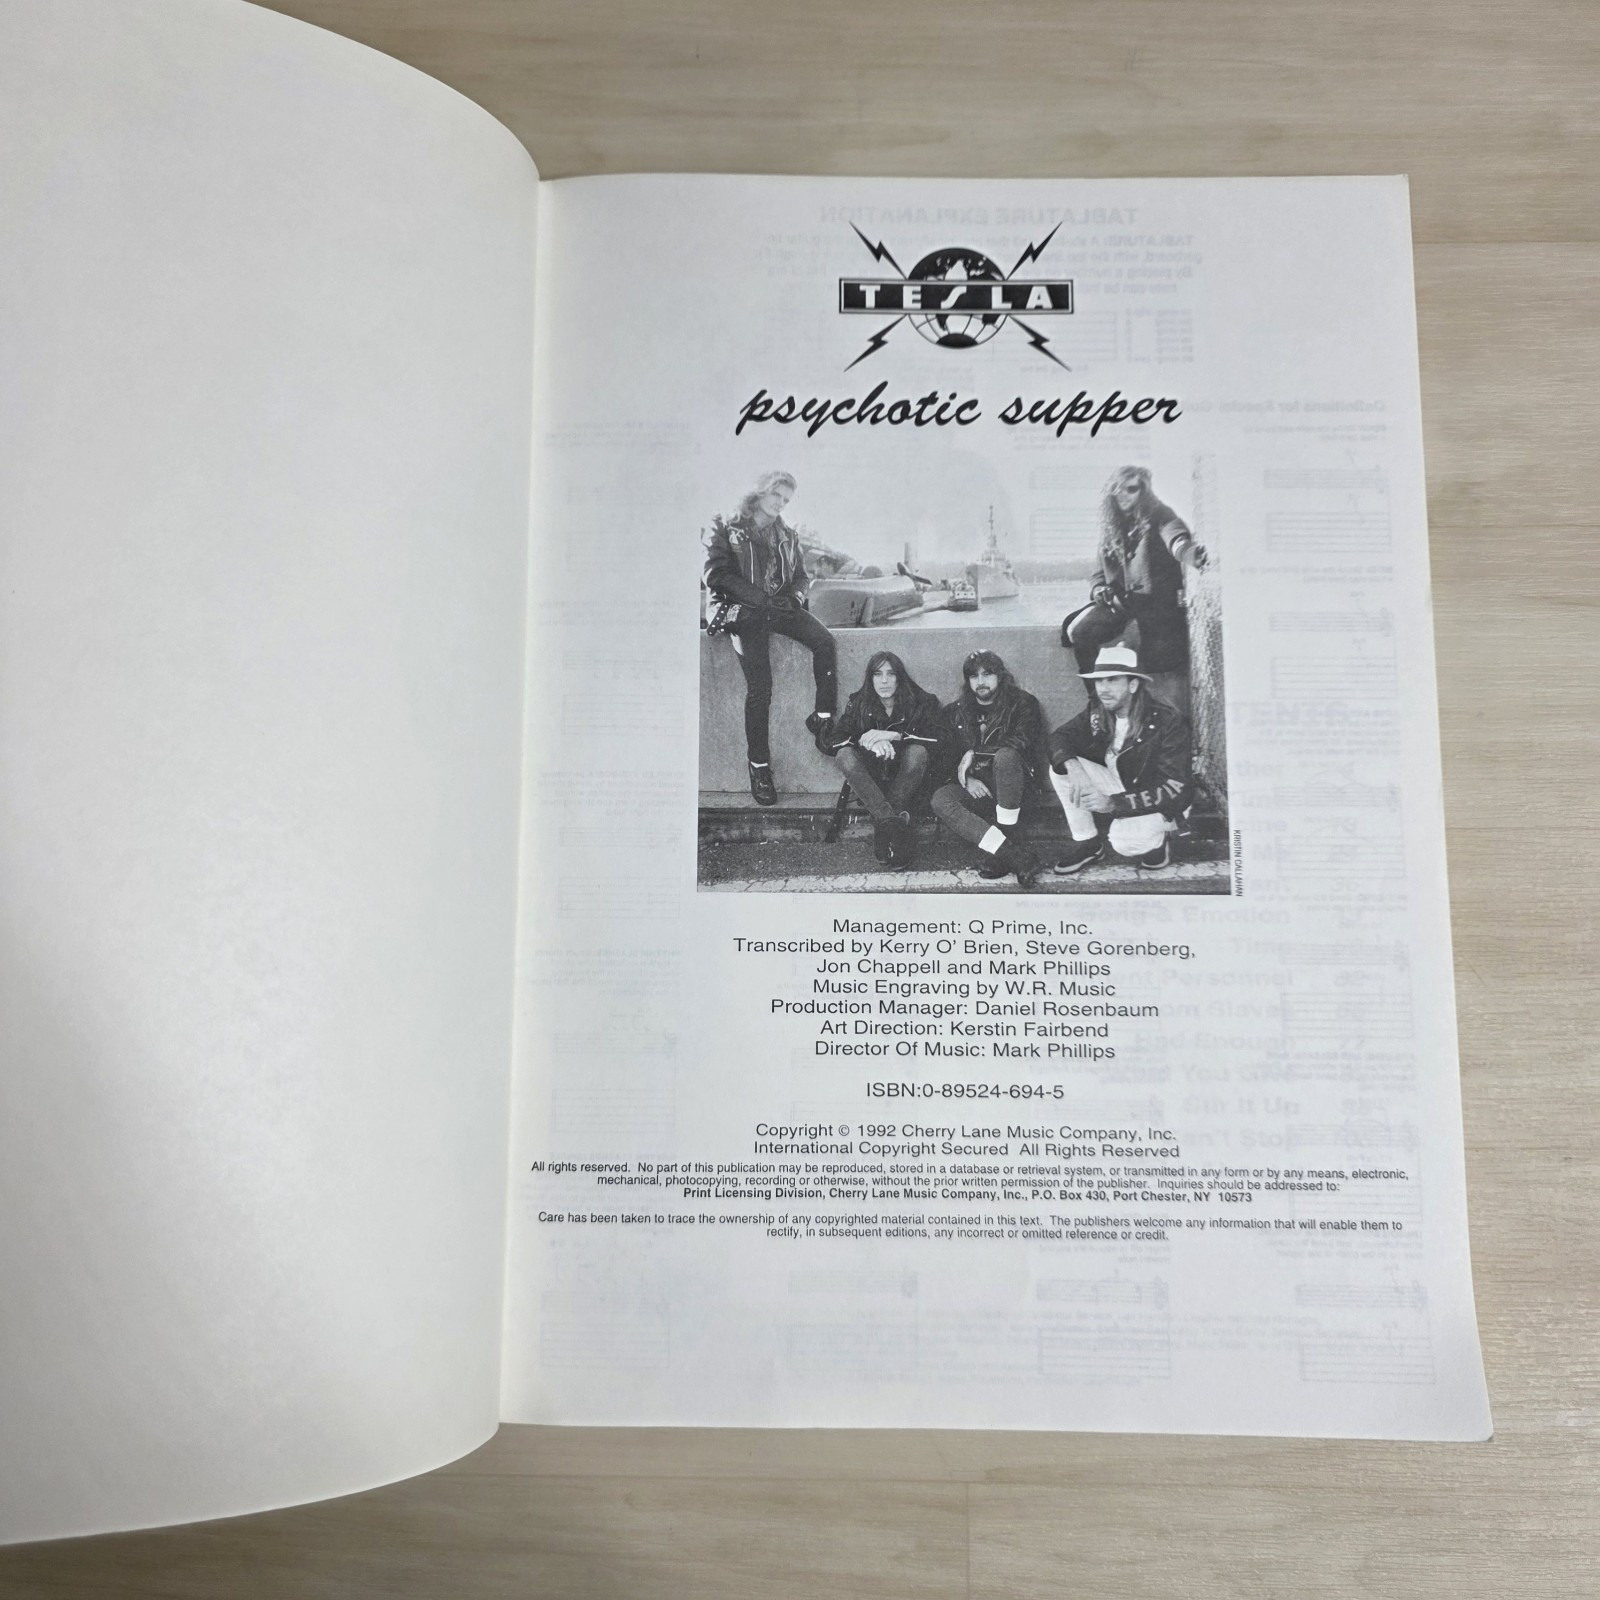 TESLA
psychotic supper
TESLA
KRISTIN CALLAHAN
Management: Q Prime, Inc.
Transcribed by Kerry O' Brien, Steve Gorenberg,
Jon Chappell and Mark Phillips
Music Engraving by W.R. Music
Production Manager: Daniel Rosenbaum
Art Direction: Kerstin Fairbend
Director Of Music: Mark Phillips
ISBN:0-89524-694-5
Copyright © 1992 Cherry Lane Music Company, Inc.
International Copyright Secured  All Rights Reserved
All rights reserved.  No part of this publication may be reproduced, stored in a database or retrieval system, or transmitted in any form or by any means, electronic,
mechanical, photocopying, recording or otherwise, without the prior written permission of the publisher.  Inquiries should be addressed to:
Print Licensing Division, Cherry Lane Music Company, Inc., P.O. Box 430, Port Chester, NY  10573
Care has been taken to trace the ownership of any copyrighted material contained in this text.  The publishers welcome any information that will enable them to
rectify, in subsequent editions, any incorrect or omitted reference or credit.